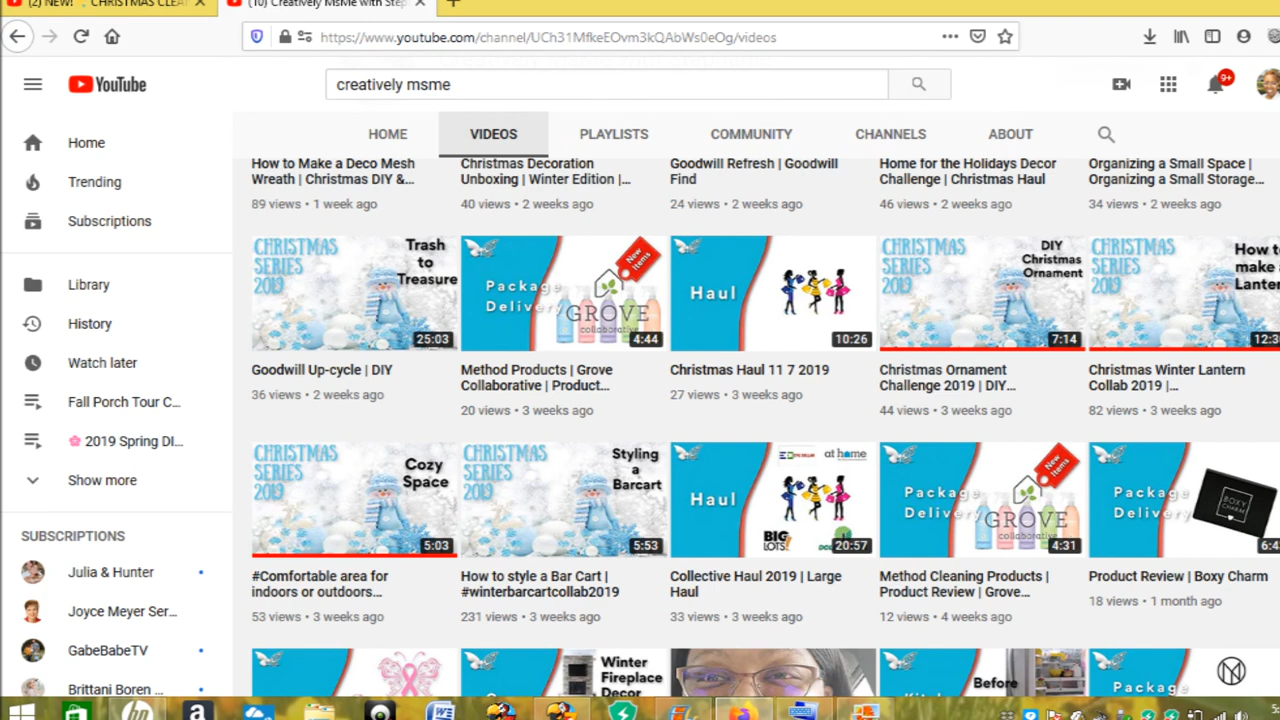 (2) NEW! CHRISTMAS CLEAN
(10) Creatively MsMe with Step
https://www.youtube.com/channel/UCh31MfkeEOvm3kQAbWs0eOg/videos
YouTube
creatively msme
9+
HOME
VIDEOS
PLAYLISTS
COMMUNITY
CHANNELS
ABOUT
Home
Trending
Subscriptions
Library
History
Watch later
Fall Porch Tour C...
🌸 2019 Spring DI...
Show more
SUBSCRIPTIONS
Julia & Hunter
Joyce Meyer Ser...
GabeBabeTV
Brittani Boren ...
How to Make a Deco Mesh
Wreath | Christmas DIY &...
89 views • 1 week ago
Christmas Decoration
Unboxing | Winter Edition |...
40 views • 2 weeks ago
Goodwill Refresh | Goodwill
Find
24 views • 2 weeks ago
Home for the Holidays Decor
Challenge | Christmas Haul
46 views • 2 weeks ago
Organizing a Small Space |
Organizing a Small Storage...
34 views • 2 weeks ago
CHRISTMAS
SERIES
2019
Trash
to
Treasure
25:03
Goodwill Up-cycle | DIY
36 views • 2 weeks ago
New
Items
Package
Delivery
GROVE
collaborative
4:44
Method Products | Grove
Collaborative | Product...
20 views • 3 weeks ago
Haul
10:26
Christmas Haul 11 7 2019
27 views • 3 weeks ago
CHRISTMAS
SERIES
2019
DIY
Christmas
Ornament
7:14
Christmas Ornament
Challenge 2019 | DIY...
44 views • 3 weeks ago
CHRISTMAS
SERIES
2019
How to
make a
Lantern
12:3
Christmas Winter Lantern
Collab 2019 |...
82 views • 3 weeks ago
CHRISTMAS
SERIES
2019
Cozy
Space
5:03
#Comfortable area for
indoors or outdoors...
53 views • 3 weeks ago
CHRISTMAS
SERIES
2019
Styling
a
Barcart
5:53
How to style a Bar Cart |
#winterbarcartcollab2019
231 views • 3 weeks ago
Haul
at home
BIG
LOTS!
20:57
Collective Haul 2019 | Large
Haul
33 views • 3 weeks ago
New
Items
Package
Delivery
GROVE
collaborative
4:31
Method Cleaning Products |
Product Review | Grove...
12 views • 4 weeks ago
Package
Delivery
BOXY
CHARM
6:4
Product Review | Boxy Charm
18 views • 1 month ago
Winter
Fireplace
Decor
Before
Package